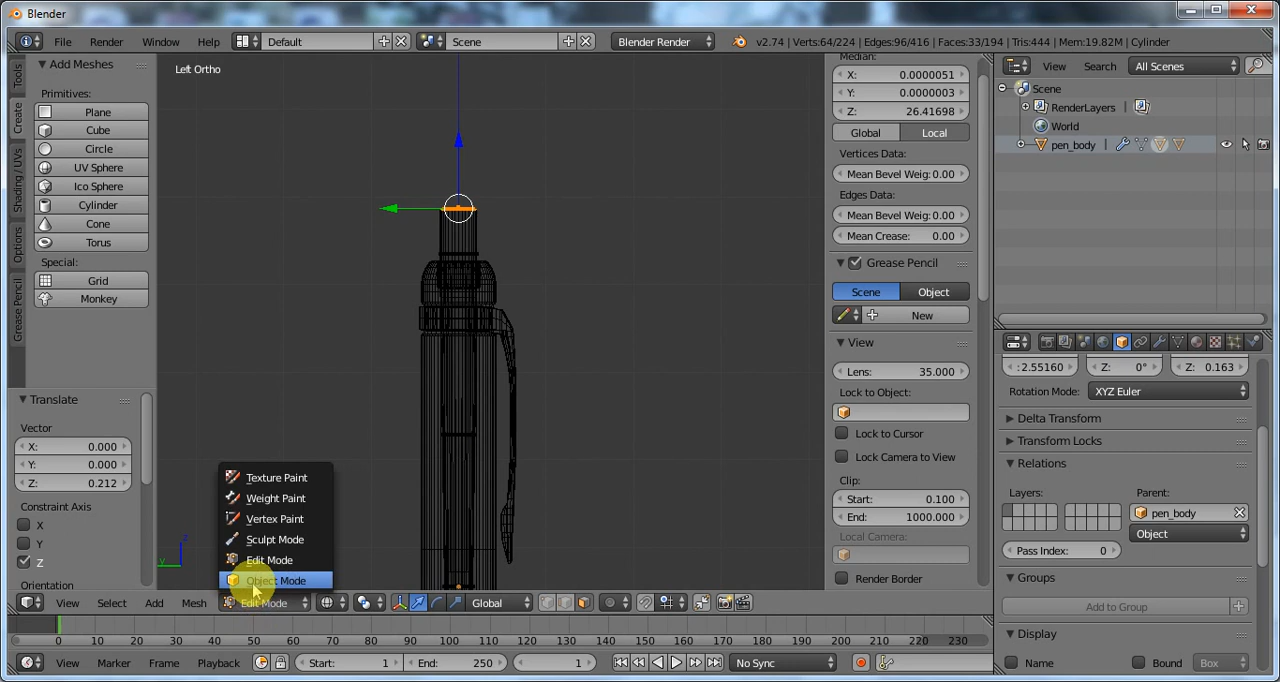 Blender
File Render Window Help Default Scene Blender Render v2.74 | Verts:64/224 | Edges:96/416 | Faces:33/194 | Tris:444 | Mem:19.82M | Cylinder
Tools
Create
Shading / UVs
Options
Grease Pencil
Add Meshes
Primitives:
Plane
Cube
Circle
UV Sphere
Ico Sphere
Cylinder
Cone
Torus
Special:
Grid
Monkey
Translate
Vector
X: 0.000
Y: 0.000
Z: 0.212
Constraint Axis
X
Y
Z
Orientation
Left Ortho
z
y
Texture Paint
Weight Paint
Vertex Paint
Sculpt Mode
Edit Mode
Object Mode
View Select Add Mesh Edit Mode Global
Median:
X: 0.0000051
Y: 0.0000003
Z: 26.41698
Global Local
Vertices Data:
Mean Bevel Weig: 0.00
Edges Data:
Mean Bevel Weig: 0.00
Mean Crease: 0.00
Grease Pencil
Scene Object
New
View
Lens: 35.000
Lock to Object:
Lock to Cursor
Lock Camera to View
Clip:
Start: 0.100
End: 1000.000
Local Camera:
Render Border
View Search All Scenes
Scene
RenderLayers |
World
pen_body |
: 2.55160 Z: 0° Z: 0.163
Rotation Mode: XYZ Euler
Delta Transform
Transform Locks
Relations
Layers: Parent:
pen_body
Object
Pass Index: 0
Groups
Add to Group
Display
Name Bound Box
0 10 20 30 40 50 60 70 80 90 100 110 120 130 140 150 160 170 180 190 200 210 220 230
View Marker Frame Playback Start: 1 End: 250 1 No Sync